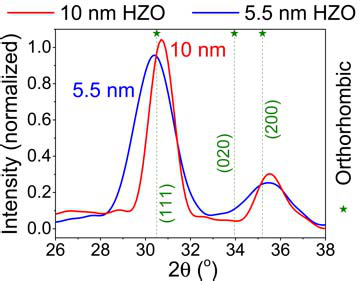 10 nm HZO 5.5 nm HZO
Intensity (normalized)
1.0
0.8
0.6
0.4
0.2
0.0
10 nm
5.5 nm
(111)
(020)
(200)
★ Orthorhombic
26 28 30 32 34 36 38
2θ (°)